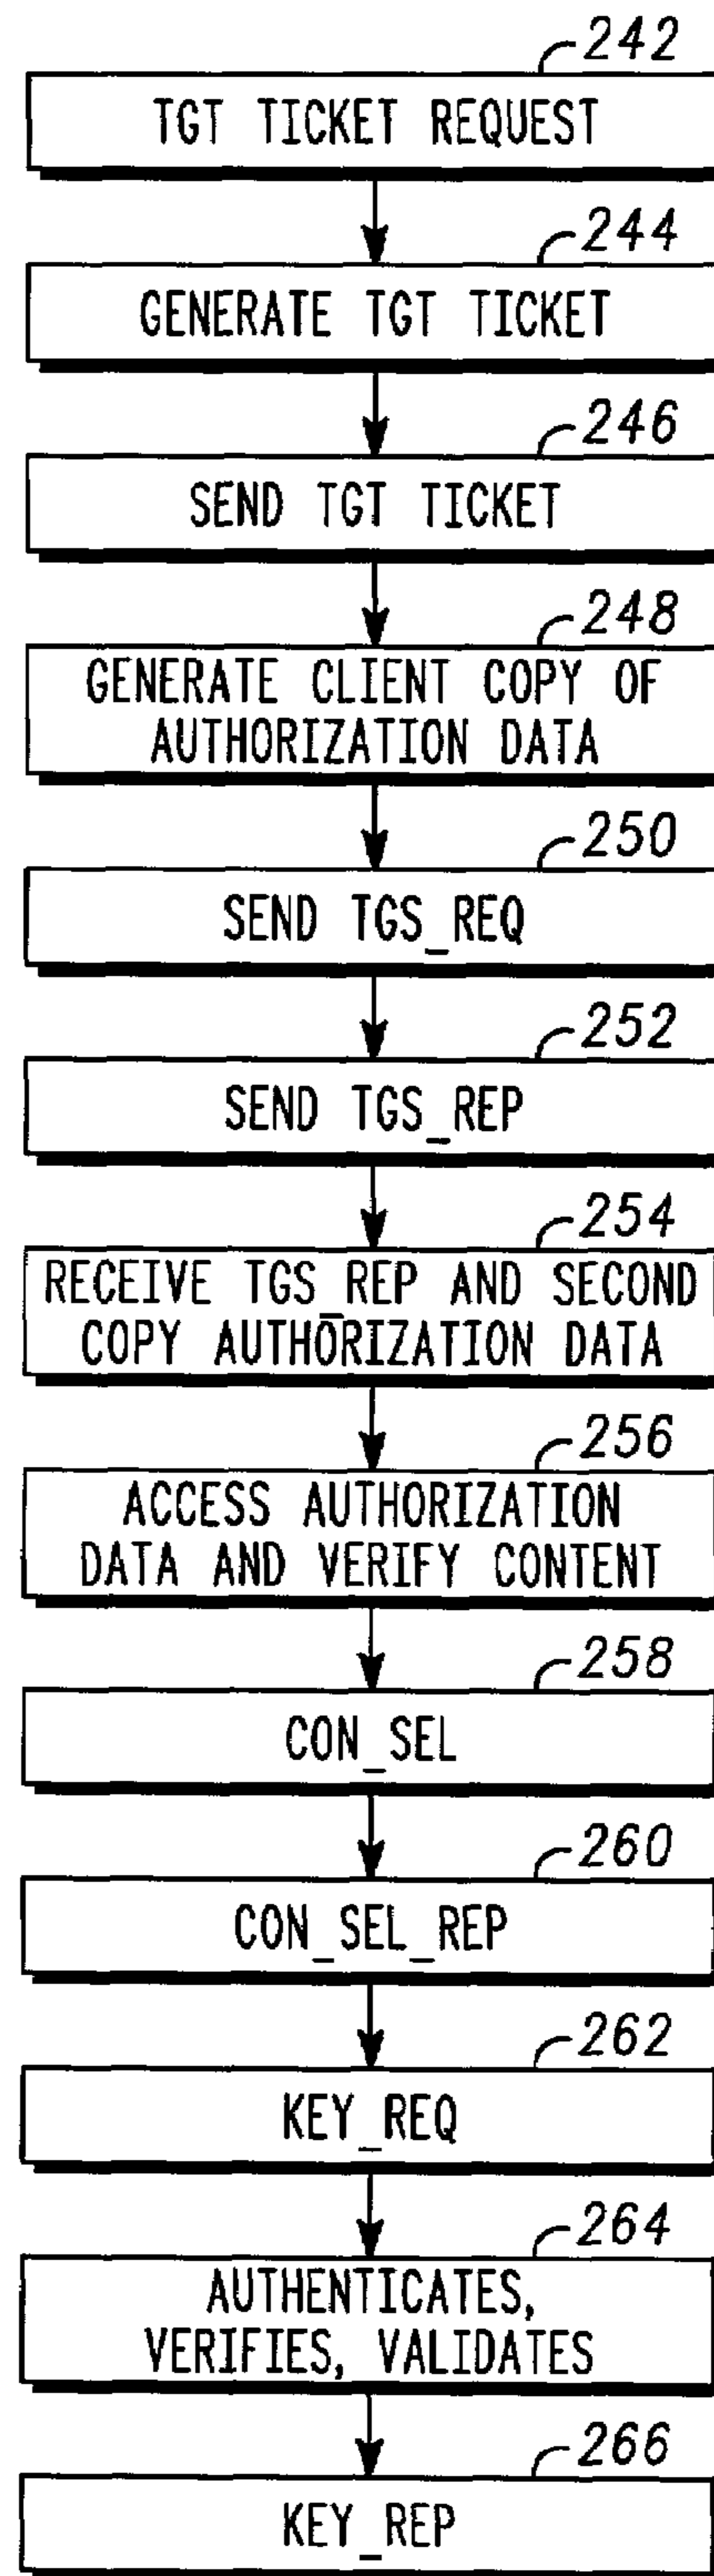 242
TGT TICKET REQUEST
244
GENERATE TGT TICKET
246
SEND TGT TICKET
248
GENERATE CLIENT COPY OF
AUTHORIZATION DATA
250
SEND TGS_REQ
252
SEND TGS_REP
254
RECEIVE TGS_REP AND SECOND
COPY AUTHORIZATION DATA
256
ACCESS AUTHORIZATION
DATA AND VERIFY CONTENT
258
CON_SEL
260
CON_SEL_REP
262
KEY_REQ
264
AUTHENTICATES,
VERIFIES, VALIDATES
266
KEY_REP